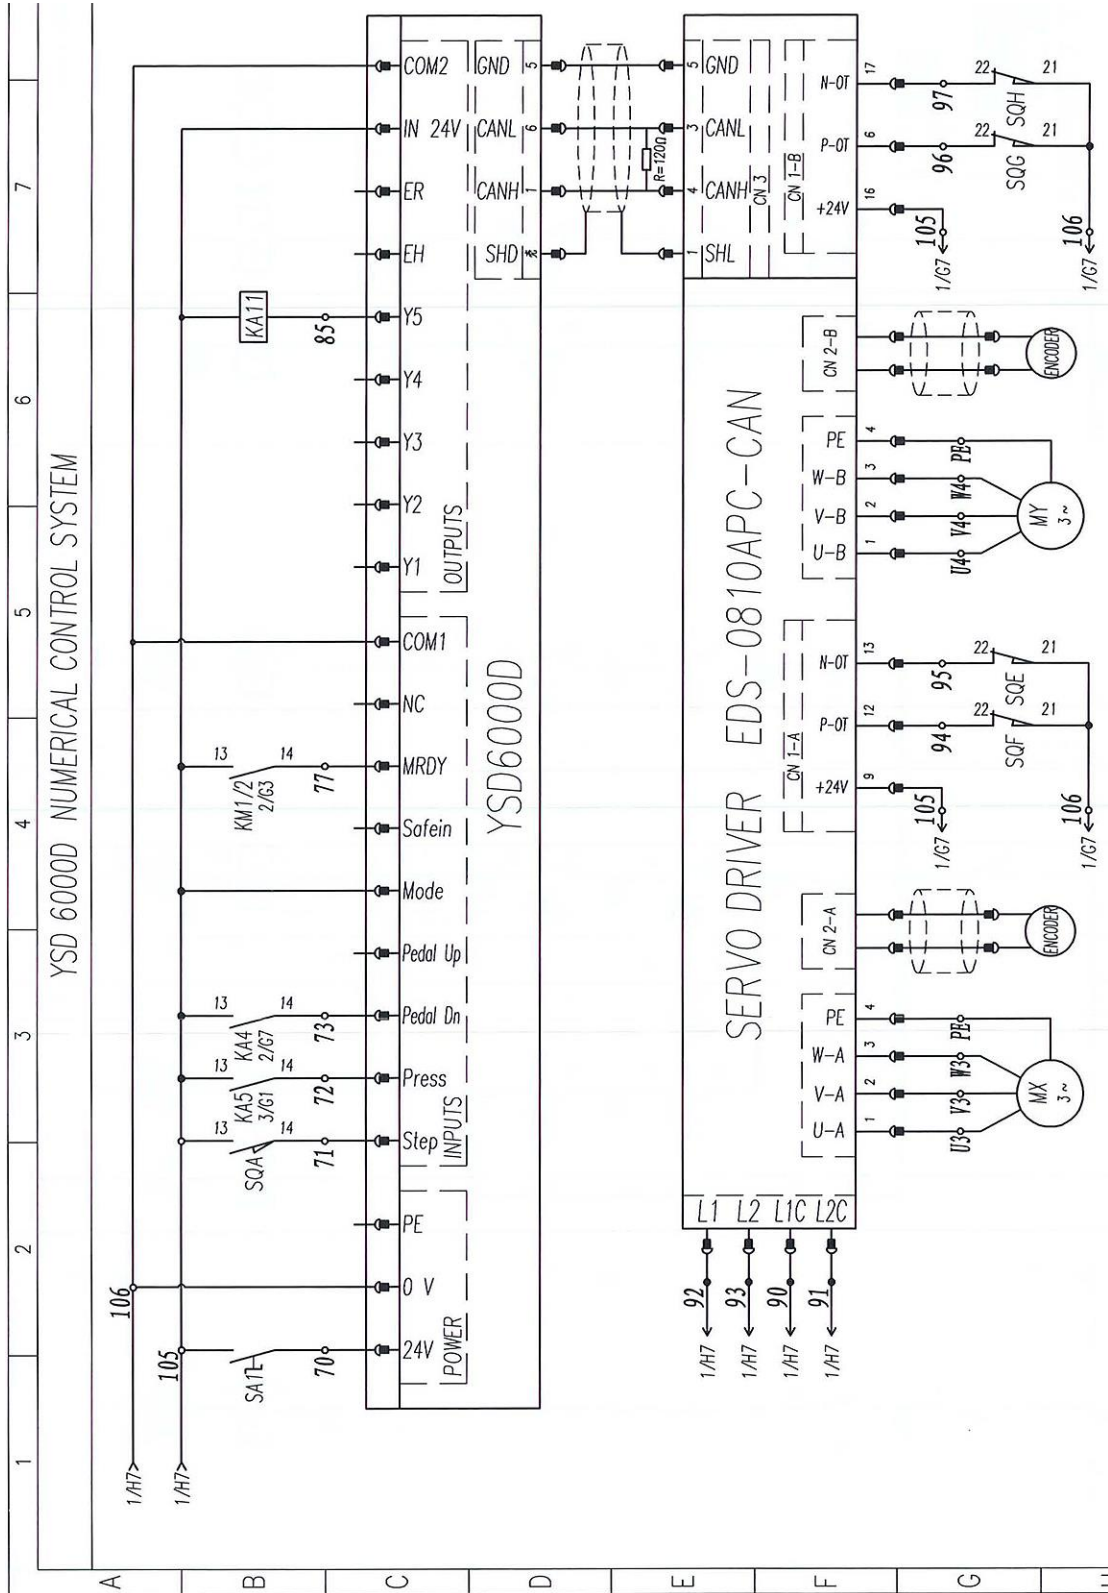 1 2 3 4 5 6 7
YSD 6000D NUMERICAL CONTROL SYSTEM
A
B
C
D
E
F
G
1/H7 106
1/H7 105
SA1 70
SQA 13 14 71
KA5 3/G1 13 14 72
KA4 2/G7 13 14 73
KM1/2 2/G3 13 14 77
KA11 85
24V 0 V PE Step Press Pedal Dn Pedal Up Mode Safein MRDY NC COM1 Y1 Y2 Y3 Y4 Y5 EH ER IN 24V COM2
POWER INPUTS OUTPUTS
SHD CANH CANL GND
1 6 5
YSD6000D
R=120Ω
1 4 3 5
SHL CANH CANL GND
CN 3
L1 L2 L1C L2C
92 1/H7
93 1/H7
90 1/H7
91 1/H7
SERVO DRIVER EDS-0810APC-CAN
CN 2-A CN 1-A CN 2-B CN 1-B
U-A V-A W-A PE
1 2 3 4
U3 V3 W3 PE
MX 3~
ENCODER
+24V P-OT N-OT
9 12 13
105 1/G7
94 95
22 21 SQF
22 21 SQE
106 1/G7
U-B V-B W-B PE
1 2 3 4
U4 V4 W4 PE
MY 3~
ENCODER
+24V P-OT N-OT
16 6 17
105 1/G7
96 97
22 21 SQG
22 21 SQH
106 1/G7